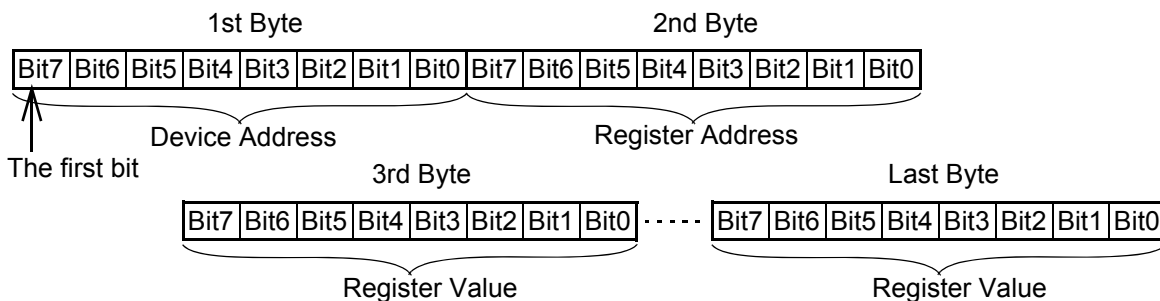 1st Byte 2nd Byte
Bit7 Bit6 Bit5 Bit4 Bit3 Bit2 Bit1 Bit0 Bit7 Bit6 Bit5 Bit4 Bit3 Bit2 Bit1 Bit0
Device Address Register Address
The first bit
3rd Byte Last Byte
Bit7 Bit6 Bit5 Bit4 Bit3 Bit2 Bit1 Bit0 Bit7 Bit6 Bit5 Bit4 Bit3 Bit2 Bit1 Bit0
Register Value Register Value